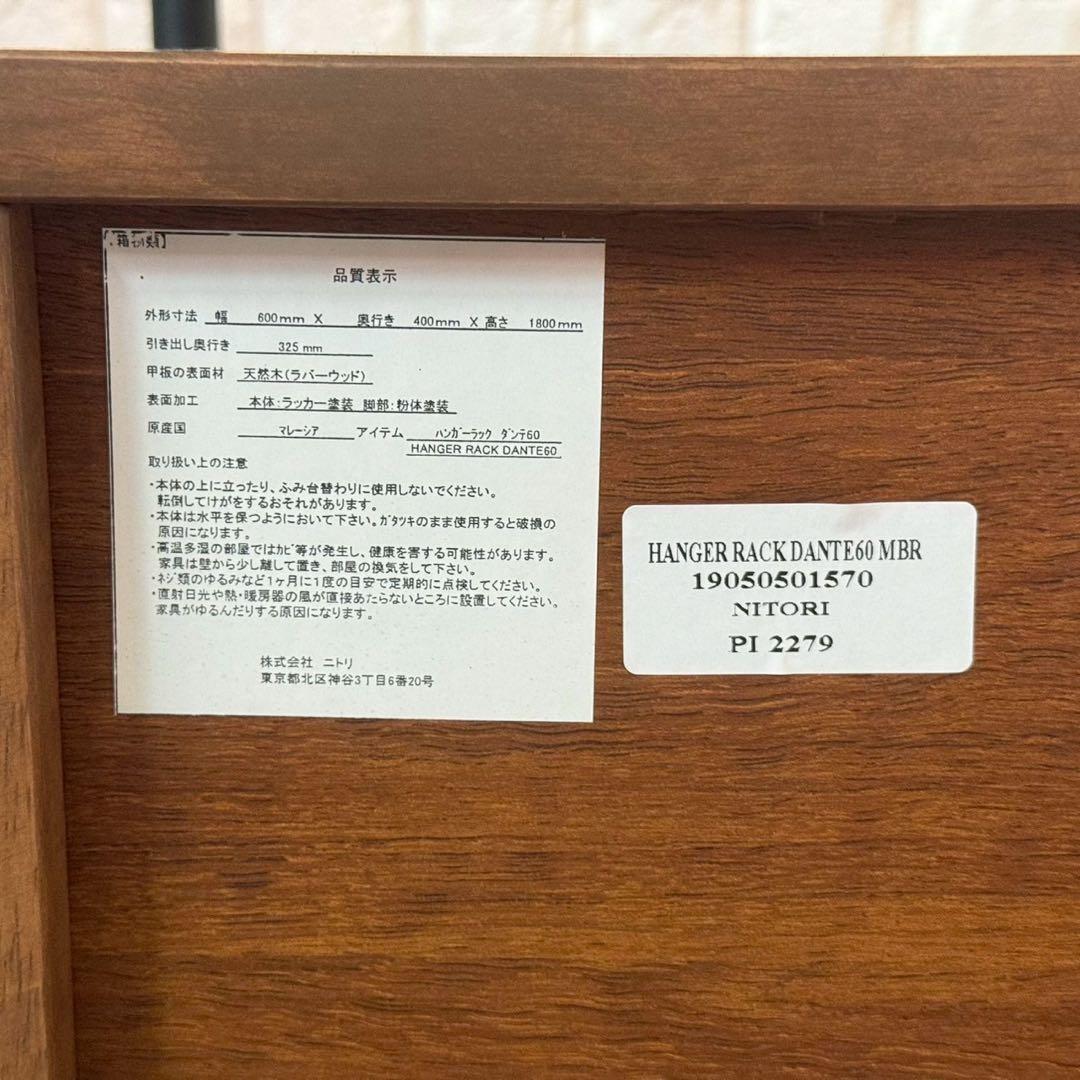 【箱物類】
品質表示
外形寸法 幅 600mm X 奥行き 400mm X 高さ 1800mm
引き出し奥行き 325mm
甲板の表面材 天然木(ラバーウッド)
表面加工 本体:ラッカー塗装 脚部:粉体塗装
原産国 マレーシア アイテム ハンガーラック ダンテ60
HANGER RACK DANTE60
取り扱い上の注意
・本体の上に立ったり、ふみ台替わりに使用しないでください。
転倒してけがをするおそれがあります。
・本体は水平を保つようにおいて下さい。ガタツキのまま使用すると破損の
原因になります。
・高温多湿の部屋ではカビ等が発生し、健康を害する可能性があります。
家具は壁から少し離して置き、部屋の換気をして下さい。
・ネジ類のゆるみなど1ヶ月に1度の目安で定期的に点検してください。
・直射日光や熱・暖房器の風が直接あたらないところに設置してください。
家具がゆるんだりする原因になります。
株式会社 ニトリ
東京都北区神谷3丁目6番20号
HANGER RACK DANTE60 MBR
19050501570
NITORI
PI 2279